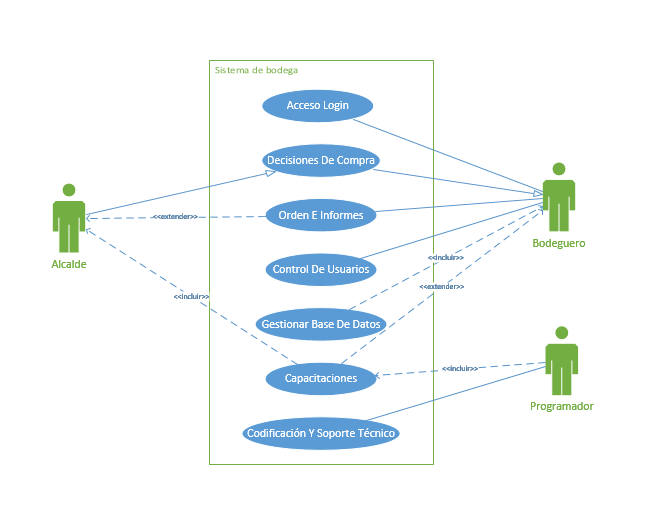 Sistema de bodega
Acceso Login
Decisiones De Compra
<<extender>>
Orden E Informes
Alcalde
Bodeguero
Control De Usuarios
<<incluir>>
<<extender>>
<<incluir>>
Gestionar Base De Datos
Capacitaciones
<<incluir>>
Programador
Codificación Y Soporte Técnico